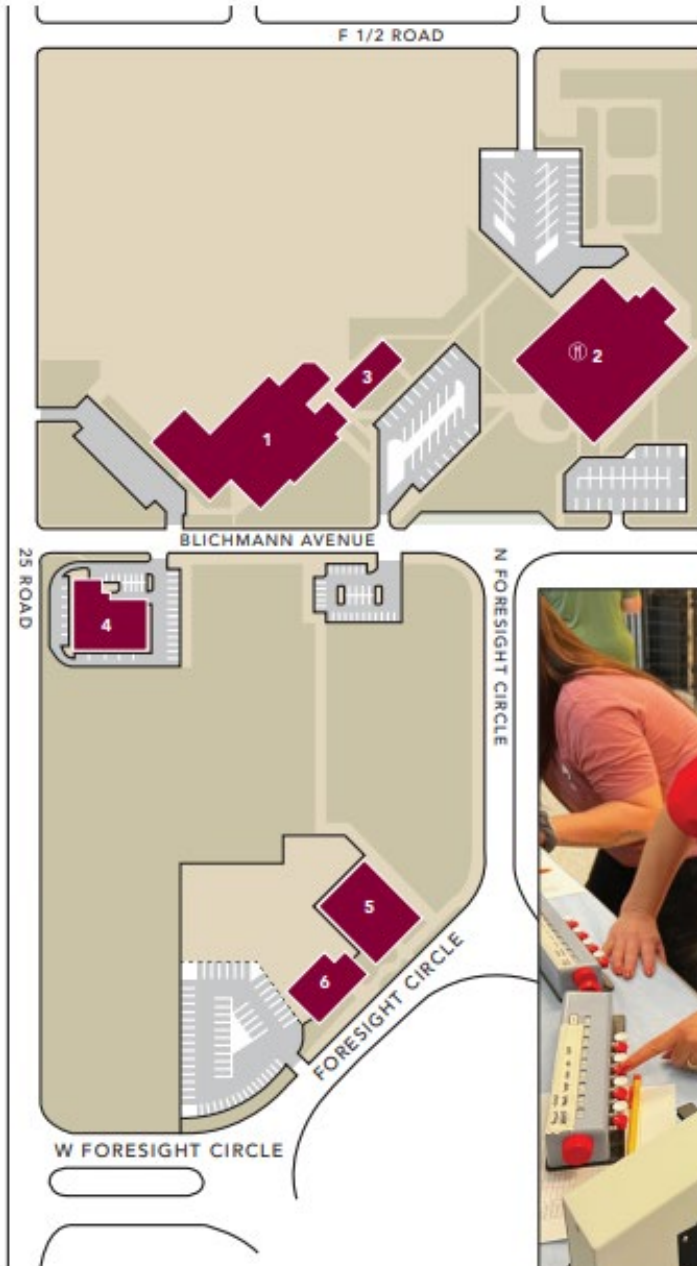 F 1/2 ROAD
2
3
1
BLICHMANN AVENUE
25 ROAD
N FORESIGHT CIRCLE
4
5
6
FORESIGHT CIRCLE
W FORESIGHT CIRCLE